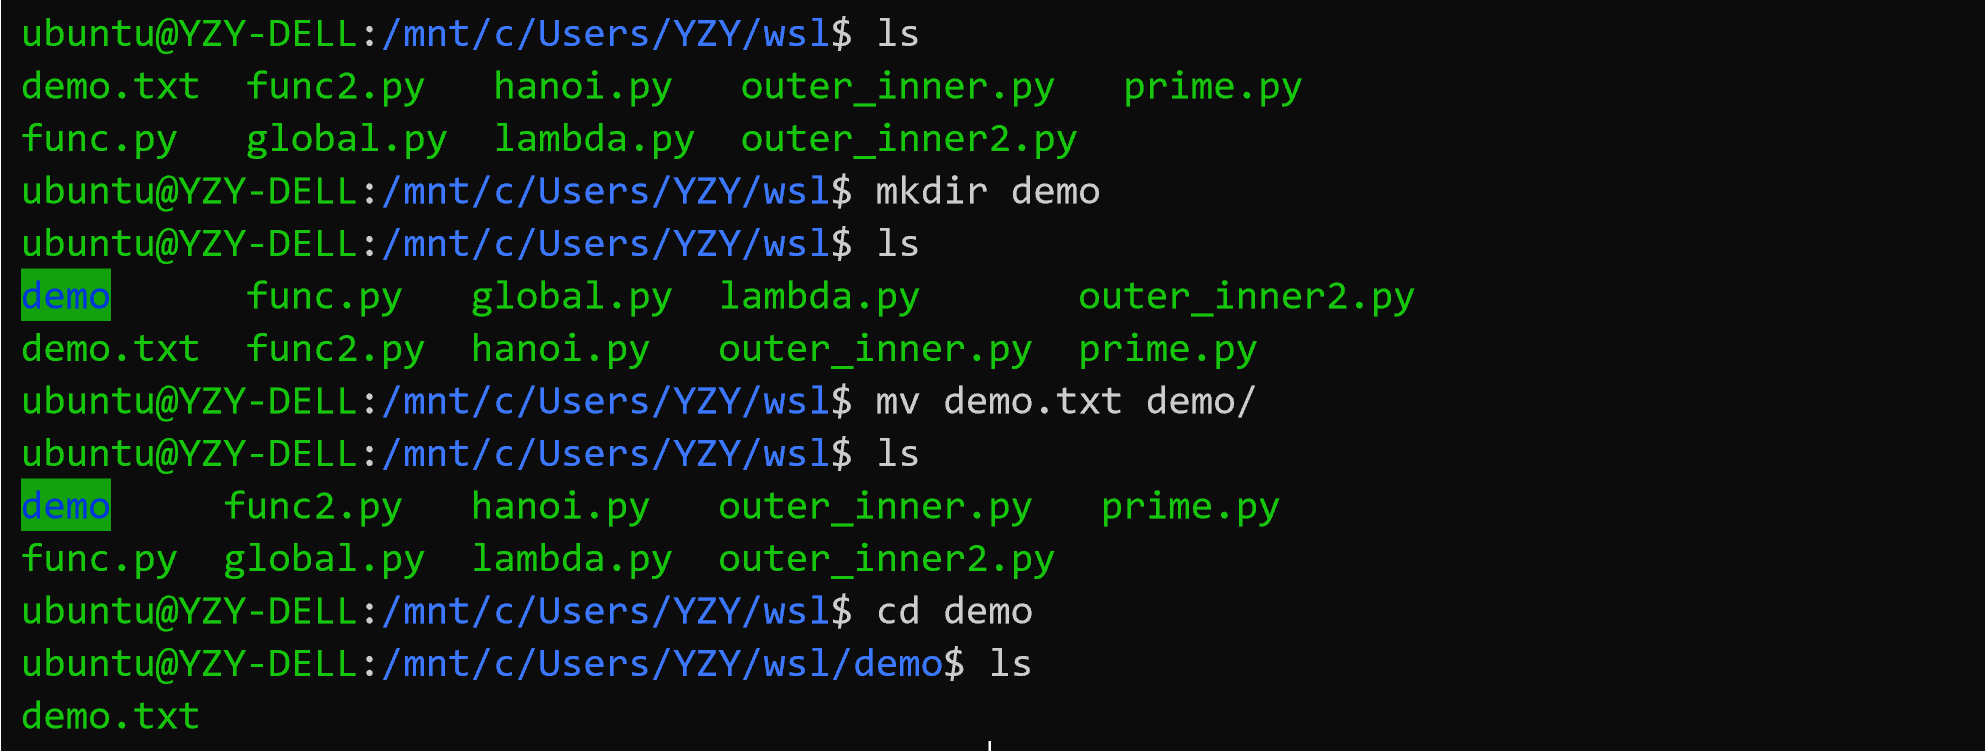 ubuntu@YZY-DELL:/mnt/c/Users/YZY/wsl$ ls
demo.txt  func2.py   hanoi.py   outer_inner.py   prime.py
func.py   global.py  lambda.py  outer_inner2.py
ubuntu@YZY-DELL:/mnt/c/Users/YZY/wsl$ mkdir demo
ubuntu@YZY-DELL:/mnt/c/Users/YZY/wsl$ ls
demo      func.py   global.py  lambda.py       outer_inner2.py
demo.txt  func2.py  hanoi.py   outer_inner.py  prime.py
ubuntu@YZY-DELL:/mnt/c/Users/YZY/wsl$ mv demo.txt demo/
ubuntu@YZY-DELL:/mnt/c/Users/YZY/wsl$ ls
demo     func2.py   hanoi.py   outer_inner.py   prime.py
func.py  global.py  lambda.py  outer_inner2.py
ubuntu@YZY-DELL:/mnt/c/Users/YZY/wsl$ cd demo
ubuntu@YZY-DELL:/mnt/c/Users/YZY/wsl/demo$ ls
demo.txt